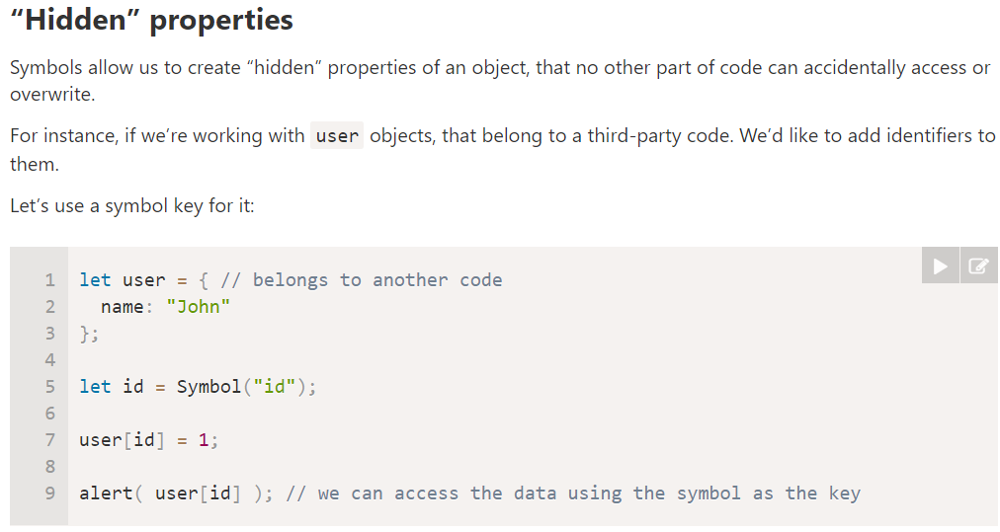 “Hidden” properties
Symbols allow us to create “hidden” properties of an object, that no other part of code can accidentally access or
overwrite.
For instance, if we’re working with user objects, that belong to a third-party code. We’d like to add identifiers to
them.
Let’s use a symbol key for it:
1 let user = { // belongs to another code
2   name: "John"
3 };
4
5 let id = Symbol("id");
6
7 user[id] = 1;
8
9 alert( user[id] ); // we can access the data using the symbol as the key